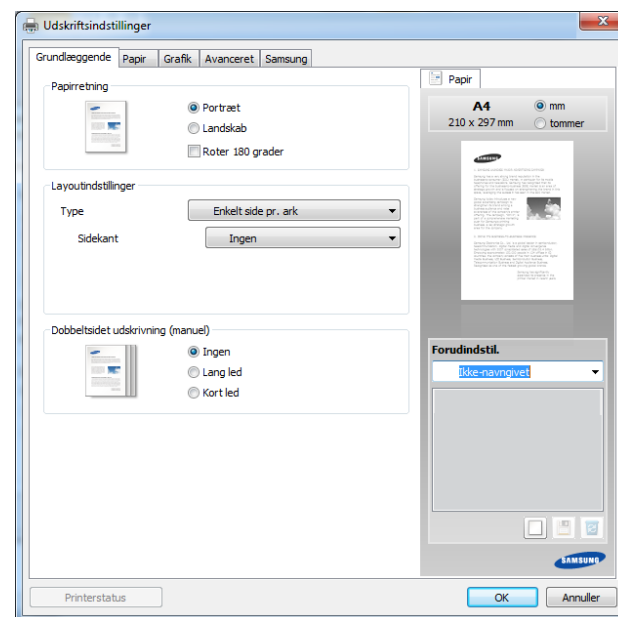 Udskriftsindstillinger
Grundlæggende Papir Grafik Avanceret Samsung
Papirretning
Portræt
Landskab
Roter 180 grader
Layoutindstillinger
Type Enkelt side pr. ark
Sidekant Ingen
Dobbeltsidet udskrivning (manuel)
Ingen
Lang led
Kort led
Papir
A4 mm
210 x 297 mm tommer
SAMSUNG
Forudindstil.
Ikke-navngivet
SAMSUNG
Printerstatus OK Annuller